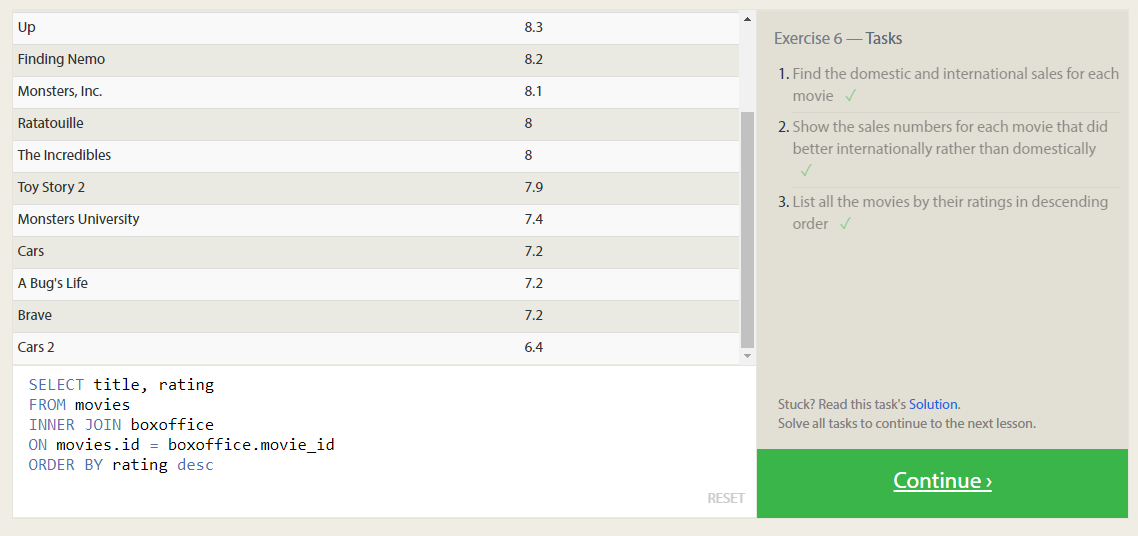 Up 8.3
Finding Nemo 8.2
Monsters, Inc. 8.1
Ratatouille 8
The Incredibles 8
Toy Story 2 7.9
Monsters University 7.4
Cars 7.2
A Bug's Life 7.2
Brave 7.2
Cars 2 6.4
SELECT title, rating
FROM movies
INNER JOIN boxoffice
ON movies.id = boxoffice.movie_id
ORDER BY rating desc
RESET
Exercise 6 — Tasks
1. Find the domestic and international sales for each
movie ✓
2. Show the sales numbers for each movie that did
better internationally rather than domestically
✓
3. List all the movies by their ratings in descending
order ✓
Stuck? Read this task's Solution.
Solve all tasks to continue to the next lesson.
Continue ›